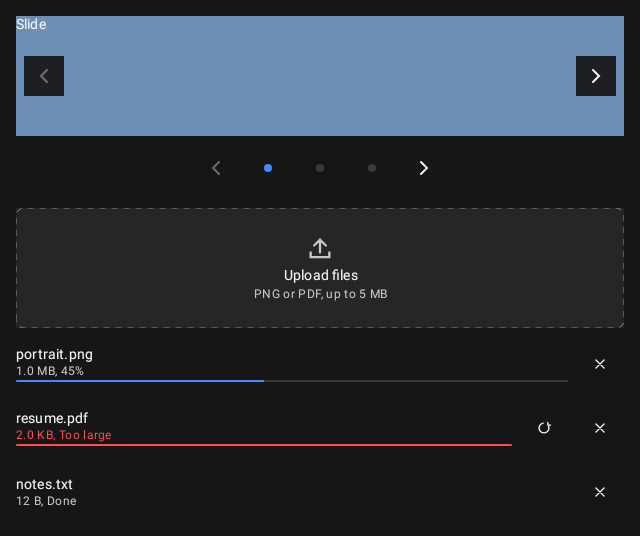 Slide
Upload files
PNG or PDF, up to 5 MB
portrait.png
1.0 MB, 45%
resume.pdf
2.0 KB, Too large
notes.txt
12 B, Done